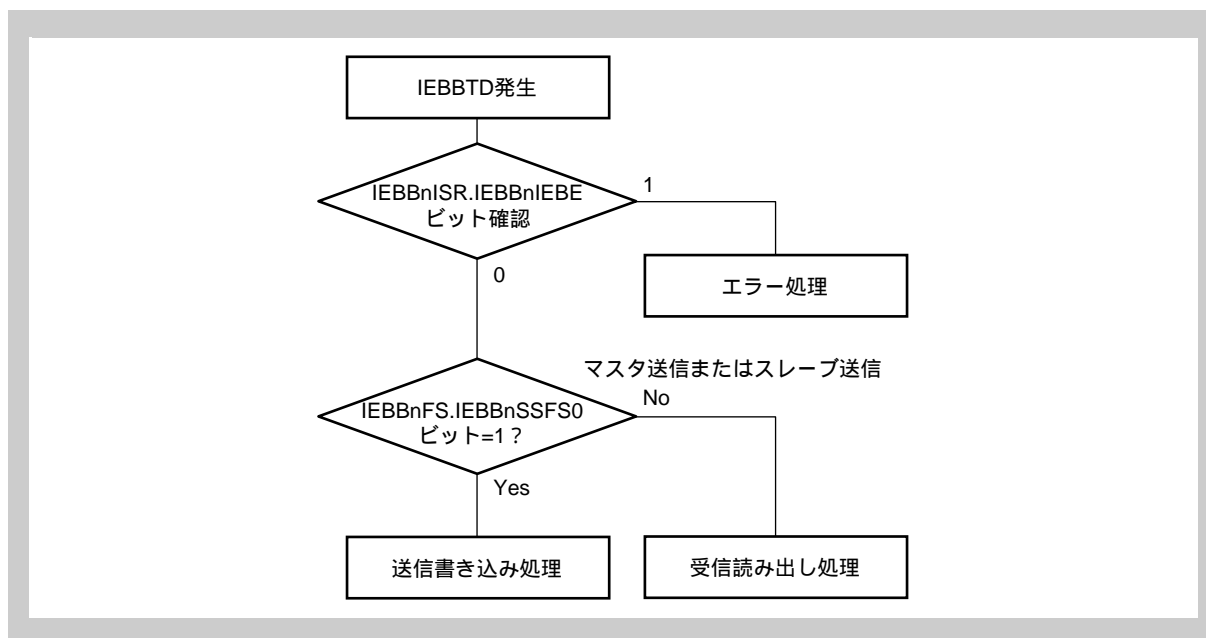 IEBBTD発生
IEBBnISR.IEBBnIEBE
ビット確認
1
0
エラー処理
マスタ送信またはスレーブ送信
IEBBnFS.IEBBnSSFS0
ビット=1？
No
Yes
送信書き込み処理
受信読み出し処理